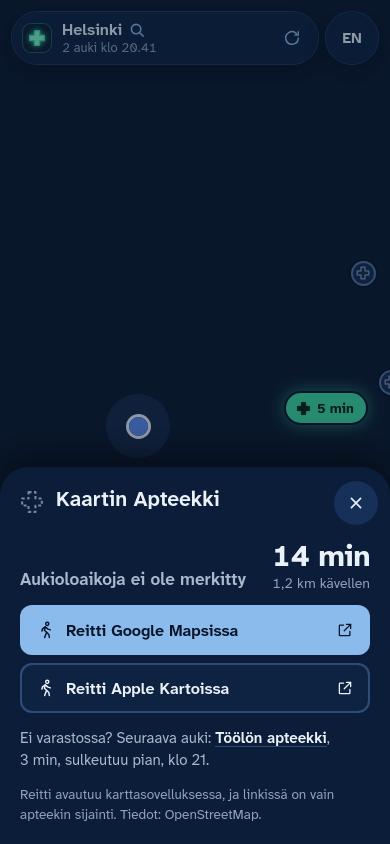 Helsinki
2 auki klo 20.41
EN
5 min
Kaartin Apteekki
14 min
Aukioloaikoja ei ole merkitty
1,2 km kävellen
Reitti Google Mapsissa
Reitti Apple Kartoissa
Ei varastossa? Seuraava auki: Töölön apteekki,
3 min, sulkeutuu pian, klo 21.
Reitti avautuu karttasovelluksessa, ja linkissä on vain
apteekin sijainti. Tiedot: OpenStreetMap.